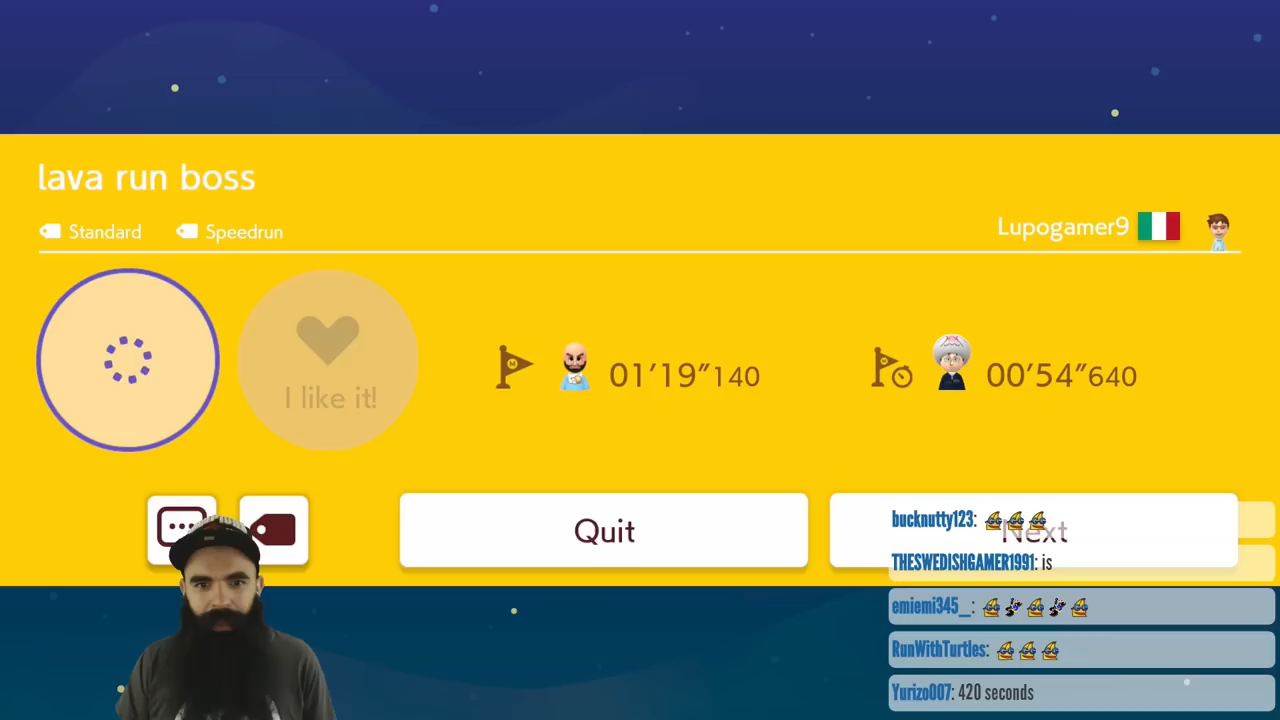 lava run boss
Standard
Speedrun
Lupogamer9
I like it!
M
01'19"140
M
00'54"640
Quit
Next
bucknutty123:
THESWEDISHGAMER1991: is
emiemi345_:
RunWithTurtles:
Yurizo007: 420 seconds